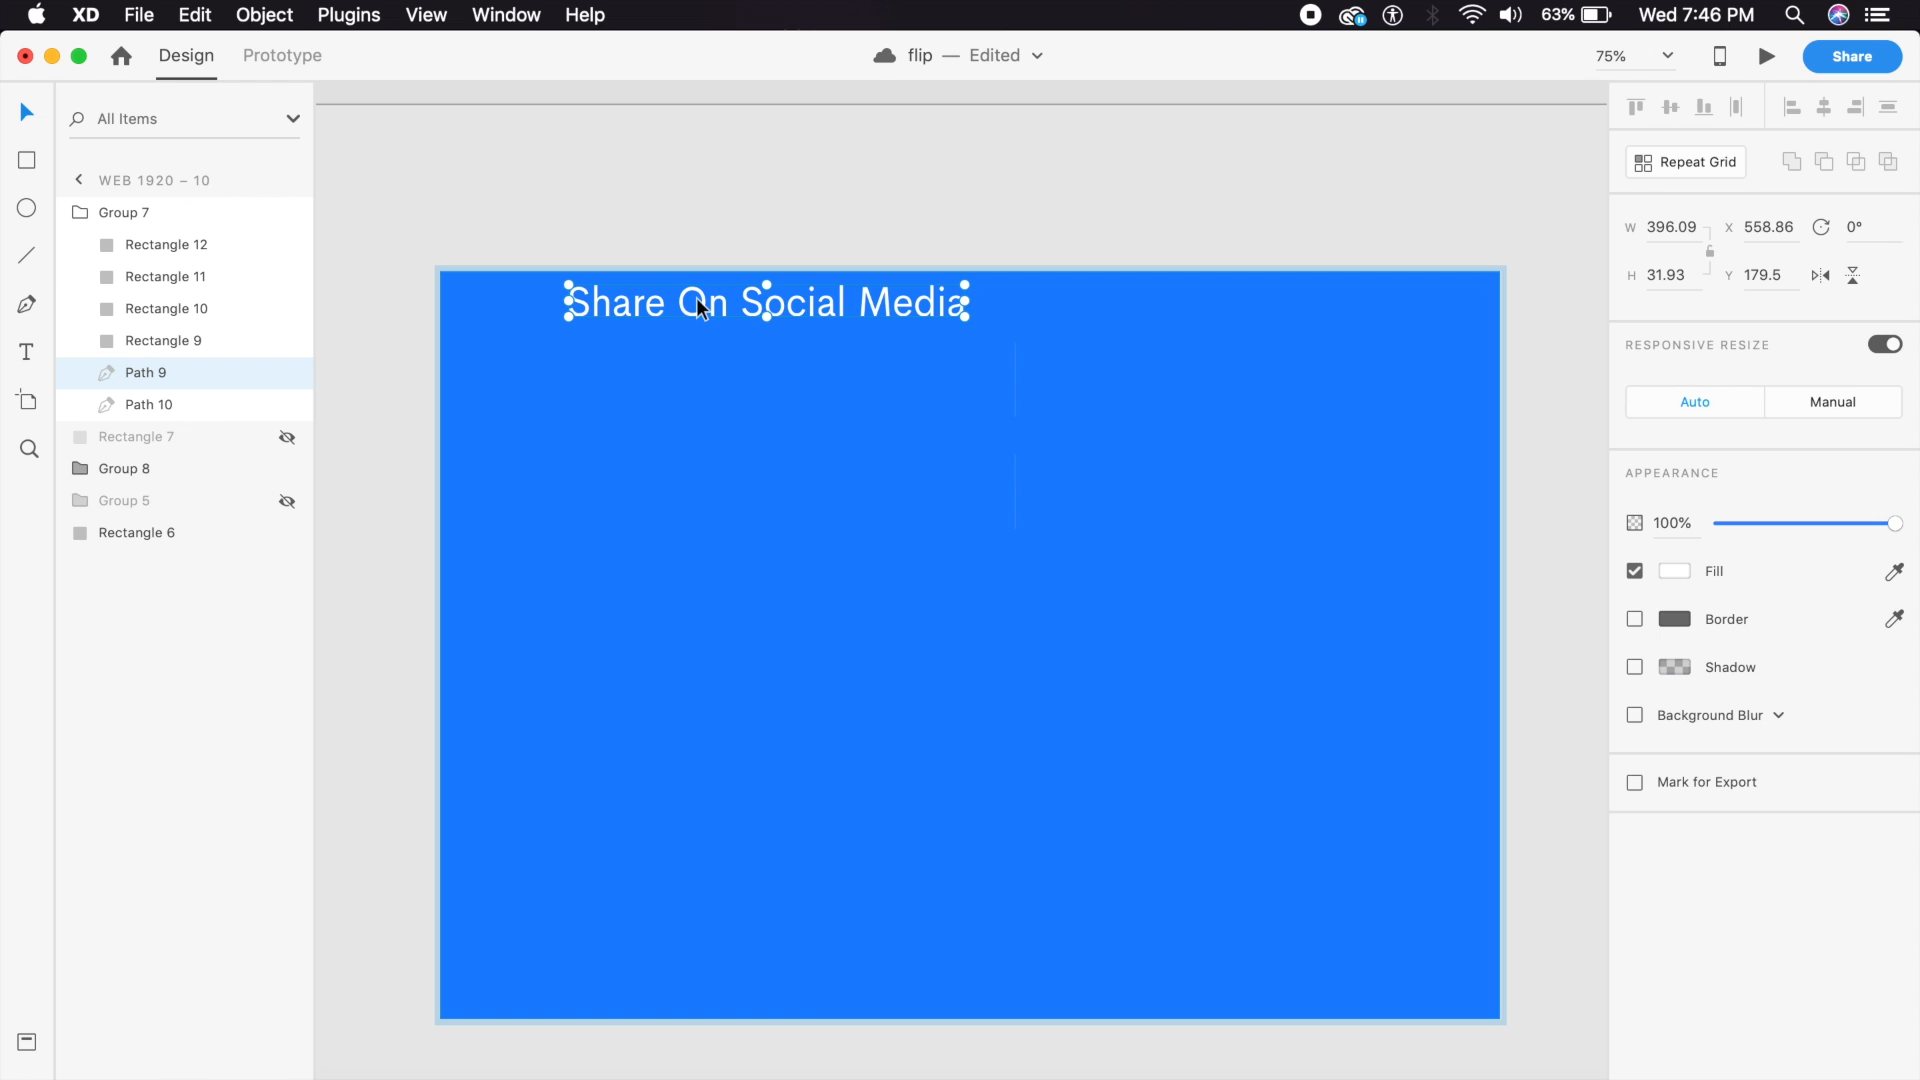 XD File Edit Object Plugins View Window Help 63% Wed 7:46 PM
Design Prototype flip — Edited 75% Share
All Items
WEB 1920 – 10
Group 7
Rectangle 12
Rectangle 11
Rectangle 10
Rectangle 9
Path 9
Path 10
Rectangle 7
Group 8
Group 5
Rectangle 6
Share On Social Media
Repeat Grid
W 396.09 X 558.86 0°
H 31.93 Y 179.5
RESPONSIVE RESIZE
Auto Manual
APPEARANCE
100%
Fill
Border
Shadow
Background Blur
Mark for Export